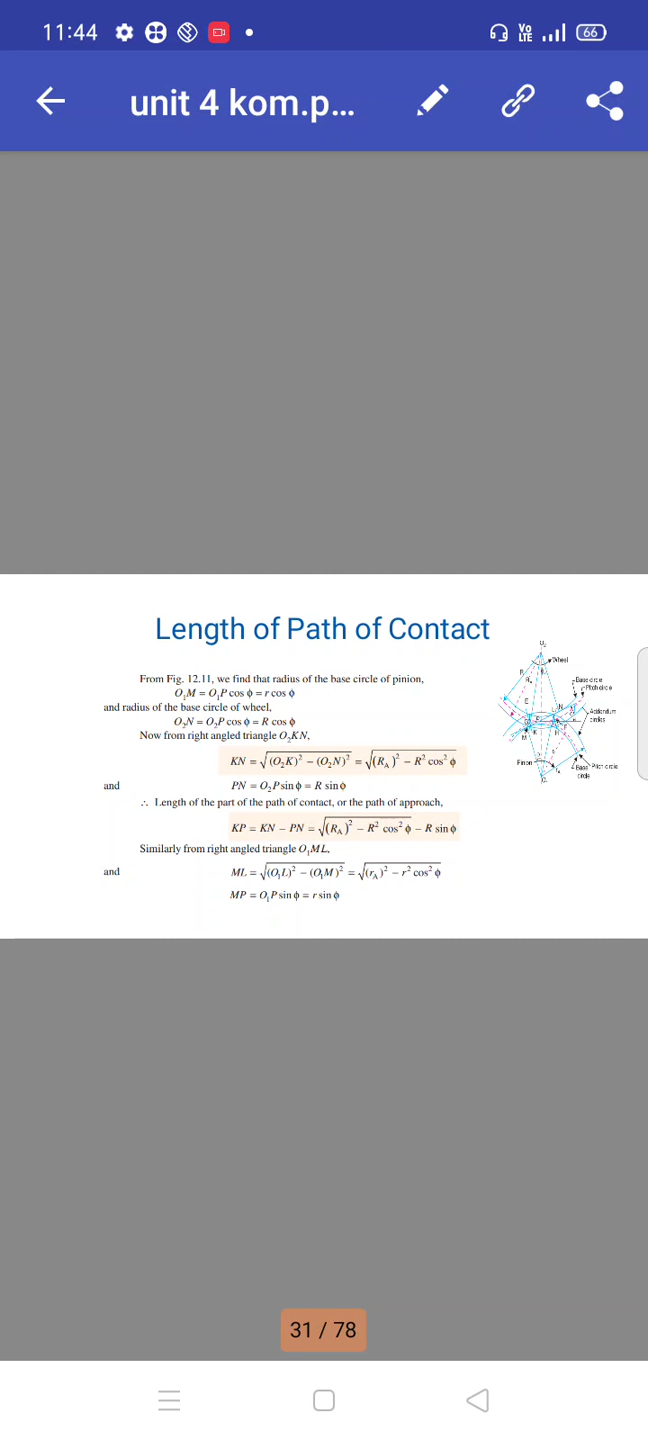 11:44
Vo LTE
66
unit 4 kom.p...
Length of Path of Contact
From Fig. 12.11, we find that radius of the base circle of pinion,
O₁M = O₁P cos ϕ = r cos ϕ
and radius of the base circle of wheel,
O₂N = O₂P cos ϕ = R cos ϕ
Now from right angled triangle O₂KN,
KN = √((O₂K)² − (O₂N)²) = √((R_A)² − R² cos² ϕ)
and PN = O₂P sin ϕ = R sin ϕ
∴ Length of the part of the path of contact, or the path of approach,
KP = KN − PN = √((R_A)² − R² cos² ϕ) − R sin ϕ
Similarly from right angled triangle O₁ML,
and ML = √((O₁L)² − (O₁M)²) = √((r_A)² − r² cos² ϕ)
MP = O₁P sin ϕ = r sin ϕ
O₂
Wheel
R
Base circle
Pitch circle
E
N
Addendum
circles
M
K
H
Pinion
Base
circle
Pitch circle
31 / 78